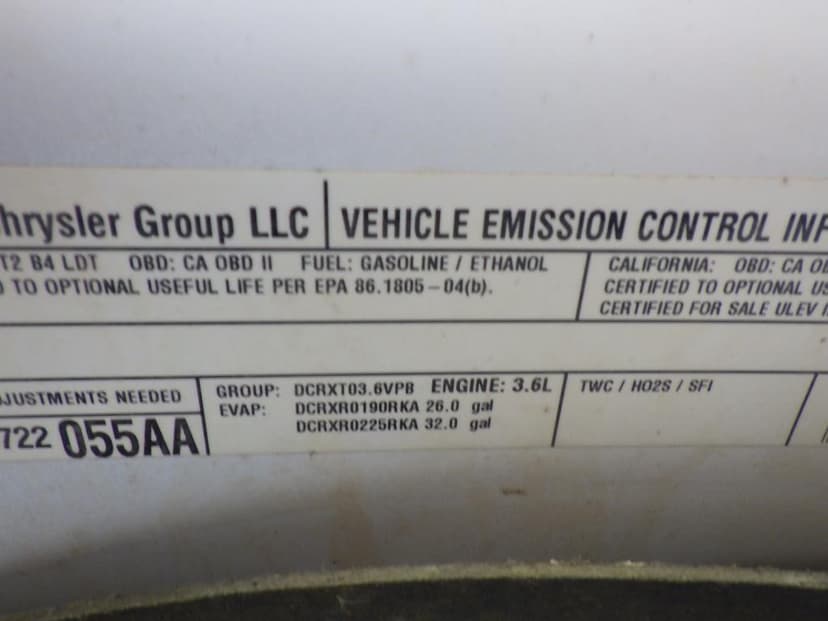 hrysler Group LLC
VEHICLE EMISSION CONTROL INF
T2 B4 LDT OBD: CA OBD II FUEL: GASOLINE / ETHANOL
TO OPTIONAL USEFUL LIFE PER EPA 86.1805-04(b).
CALIFORNIA: OBD: CA OB
CERTIFIED TO OPTIONAL US
CERTIFIED FOR SALE ULEV I
JUSTMENTS NEEDED
722 055AA
GROUP: DCRXT03.6VPB ENGINE: 3.6L
EVAP: DCRXR0190RKA 26.0 gal
DCRXR0225RKA 32.0 gal
TWC / HO2S / SFI